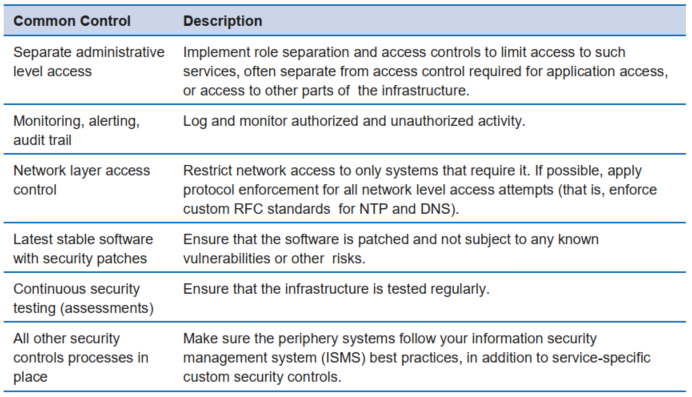 Common Control Description
Separate administrative level access Implement role separation and access controls to limit access to such
services, often separate from access control required for application access,
or access to other parts of the infrastructure.
Monitoring, alerting, audit trail Log and monitor authorized and unauthorized activity.
Network layer access control Restrict network access to only systems that require it. If possible, apply
protocol enforcement for all network level access attempts (that is, enforce
custom RFC standards for NTP and DNS).
Latest stable software with security patches Ensure that the software is patched and not subject to any known
vulnerabilities or other risks.
Continuous security testing (assessments) Ensure that the infrastructure is tested regularly.
All other security controls processes in place Make sure the periphery systems follow your information security
management system (ISMS) best practices, in addition to service-specific
custom security controls.